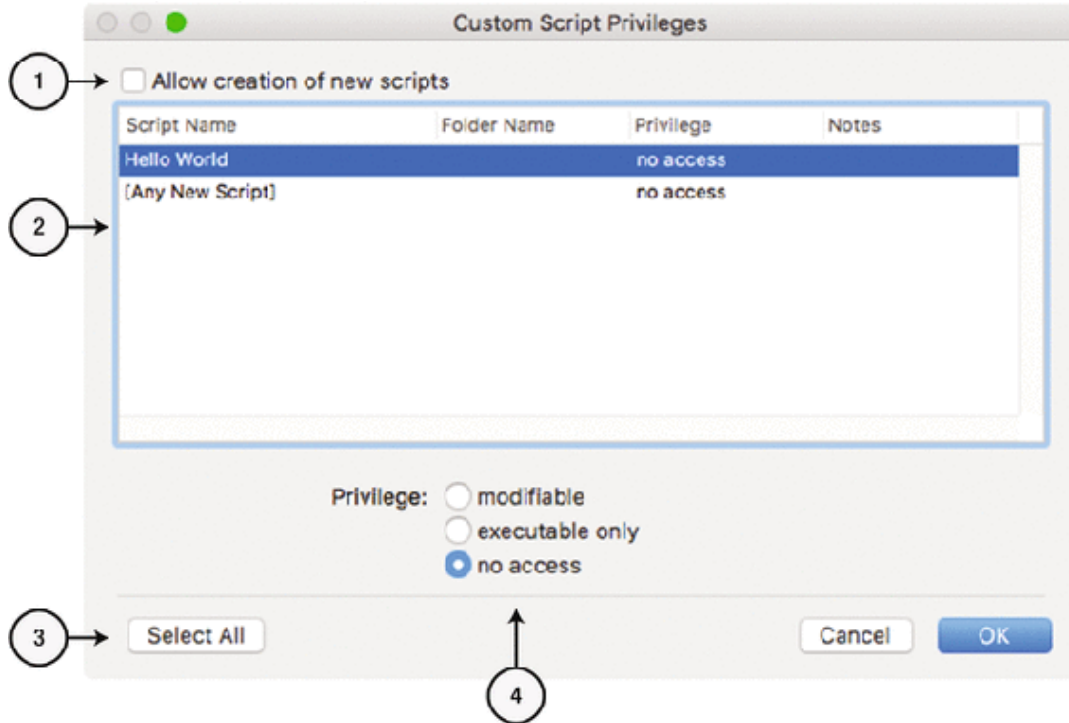 Custom Script Privileges
1
Allow creation of new scripts
Script Name Folder Name Privilege Notes
Hello World no access
[Any New Script] no access
2
Privilege: modifiable
executable only
no access
3
Select All Cancel OK
4